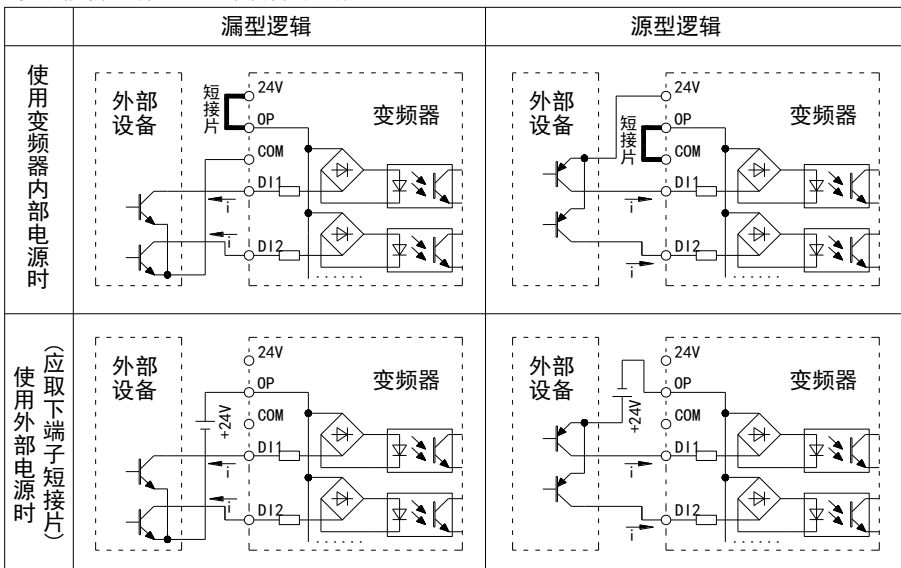 漏型逻辑
源型逻辑
使用变频器内部电源时
外部
设备
短接片
24V
OP
COM
DI1
DI2
变频器
i
i
......
外部
设备
短接片
24V
OP
COM
DI1
DI2
变频器
i
i
......
使用外部电源时
(应取下端子短接片)
外部
设备
+24V
24V
OP
COM
DI1
DI2
变频器
i
i
......
外部
设备
+24V
24V
OP
COM
DI1
DI2
变频器
i
i
......